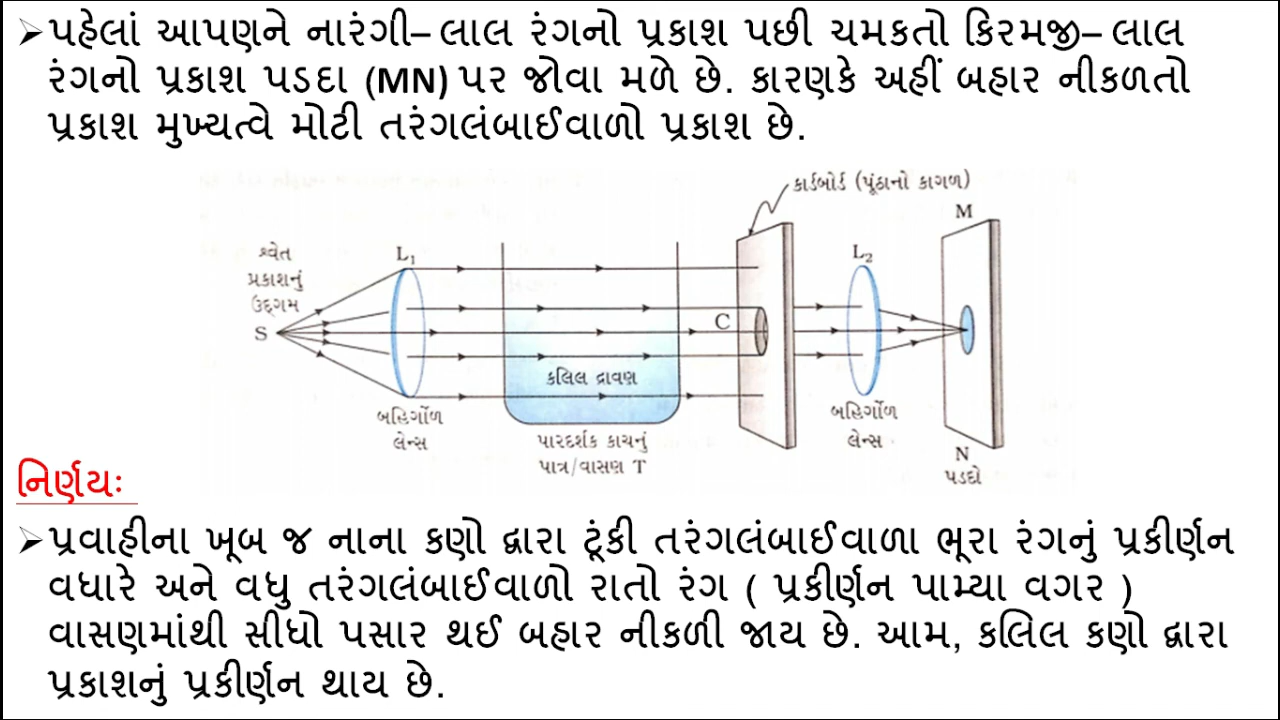 ➢પહેલાં આપણને નારંગી– લાલ રંગનો પ્રકાશ પછી ચમકતો કિરમજી– લાલ
રંગનો પ્રકાશ પડદા (MN) પર જોવા મળે છે. કારણકે અહીં બહાર નીકળતો
પ્રકાશ મુખ્યત્વે મોટી તરંગલંબાઈવાળો પ્રકાશ છે.
કાર્ડબોર્ડ (પૂંઠાનો કાગળ)
M
શ્વેત
પ્રકાશનું
ઉદ્ગમ
S
L1
C
L2
કલિલ દ્રાવણ
બહિર્ગોળ
લેન્સ
પારદર્શક કાચનું
પાત્ર/વાસણ T
બહિર્ગોળ
લેન્સ
N
પડદો
નિર્ણયઃ
➢પ્રવાહીના ખૂબ જ નાના કણો દ્વારા ટૂંકી તરંગલંબાઈવાળા ભૂરા રંગનું પ્રકીર્ણન
વધારે અને વધુ તરંગલંબાઈવાળો રાતો રંગ ( પ્રકીર્ણન પામ્યા વગર )
વાસણમાંથી સીધો પસાર થઈ બહાર નીકળી જાય છે. આમ, કલિલ કણો દ્વારા
પ્રકાશનું પ્રકીર્ણન થાય છે.